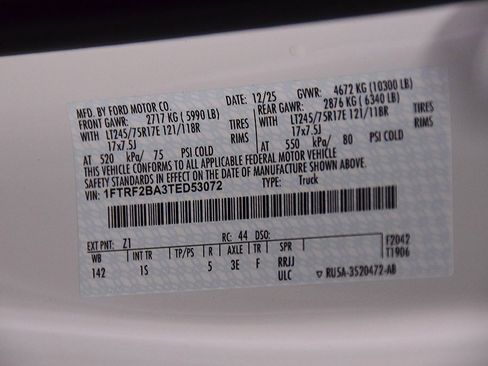 MFD. BY FORD MOTOR CO. DATE: 12/25 GVWR: 4672 KG (10300 LB)
FRONT GAWR: 2717 KG (5990 LB) REAR GAWR: 2876 KG (6340 LB)
WITH LT245/75R17E 121/118R TIRES WITH LT245/75R17E 121/118R TIRES
17x7.5J RIMS 17x7.5J RIMS
AT 520 kPa/ 75 PSI COLD AT 550 kPa/ 80 PSI COLD
THIS VEHICLE CONFORMS TO ALL APPLICABLE FEDERAL MOTOR VEHICLE
SAFETY STANDARDS IN EFFECT ON THE DATE OF MANUFACTURE SHOWN ABOVE.
VIN: 1FTRF2BA3TED53072 TYPE: Truck
EXT PNT: Z1 RC: 44 DSO: F2042
WB INT TR TP/PS R AXLE TR SPR T1906
142 1S 5 3E F RRJJ
ULC ▽ RU5A-3520472-AB